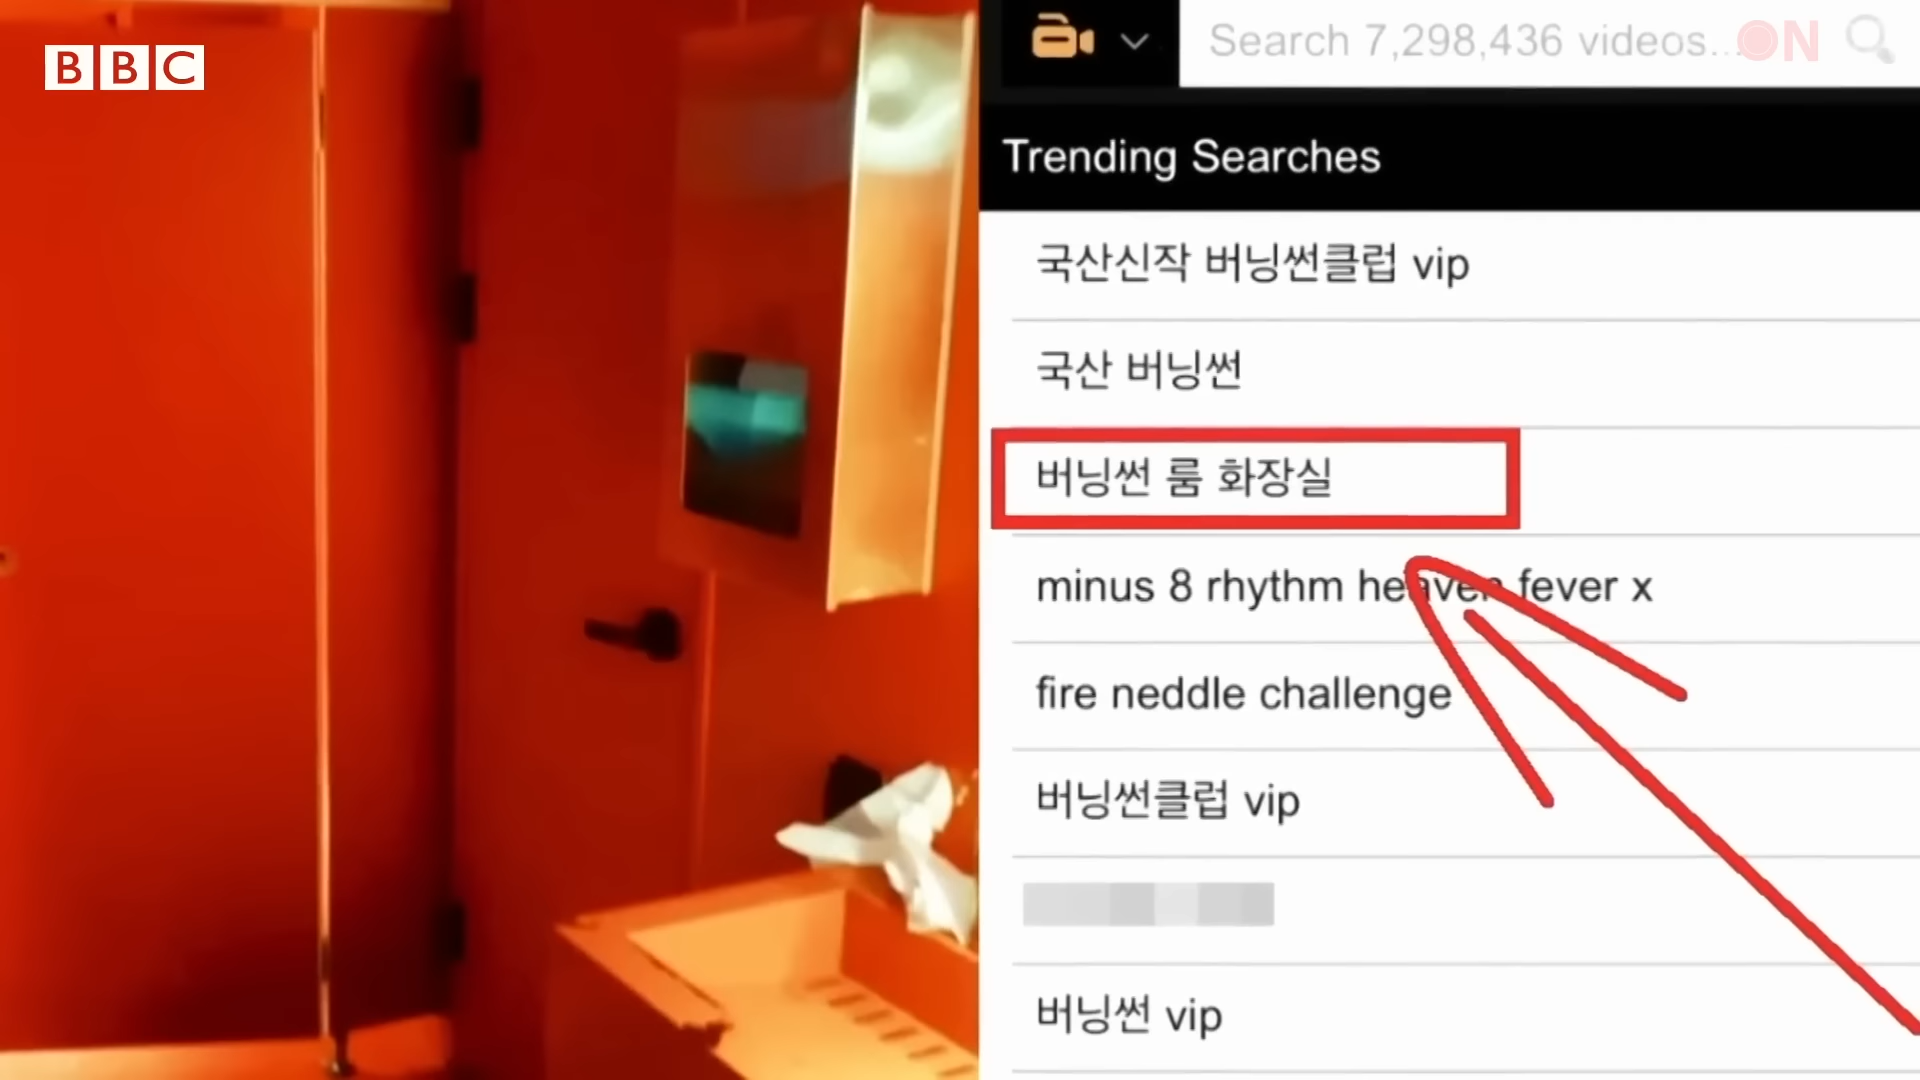 BBC
Search 7,298,436 videos...
ON
Trending Searches
국산신작 버닝썬클럽 vip
국산 버닝썬
버닝썬 룸 화장실
minus 8 rhythm heaven fever x
fire neddle challenge
버닝썬클럽 vip
버닝썬 vip